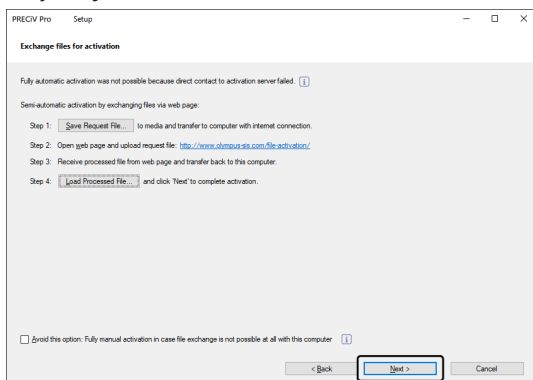 PRECiV Pro Setup
Exchange files for activation
Fully automatic activation was not possible because direct contact to activation server failed. i
Semi-automatic activation by exchanging files via web page:
Step 1: Save Request File... to media and transfer to computer with internet connection.
Step 2: Open web page and upload request file: http://www.olympus-sis.com/file-activation/
Step 3: Receive processed file from web page and transfer back to this computer.
Step 4: Load Processed File... and click 'Next' to complete activation.
Avoid this option: Fully manual activation in case file exchange is not possible at all with this computer i
< Back Next > Cancel